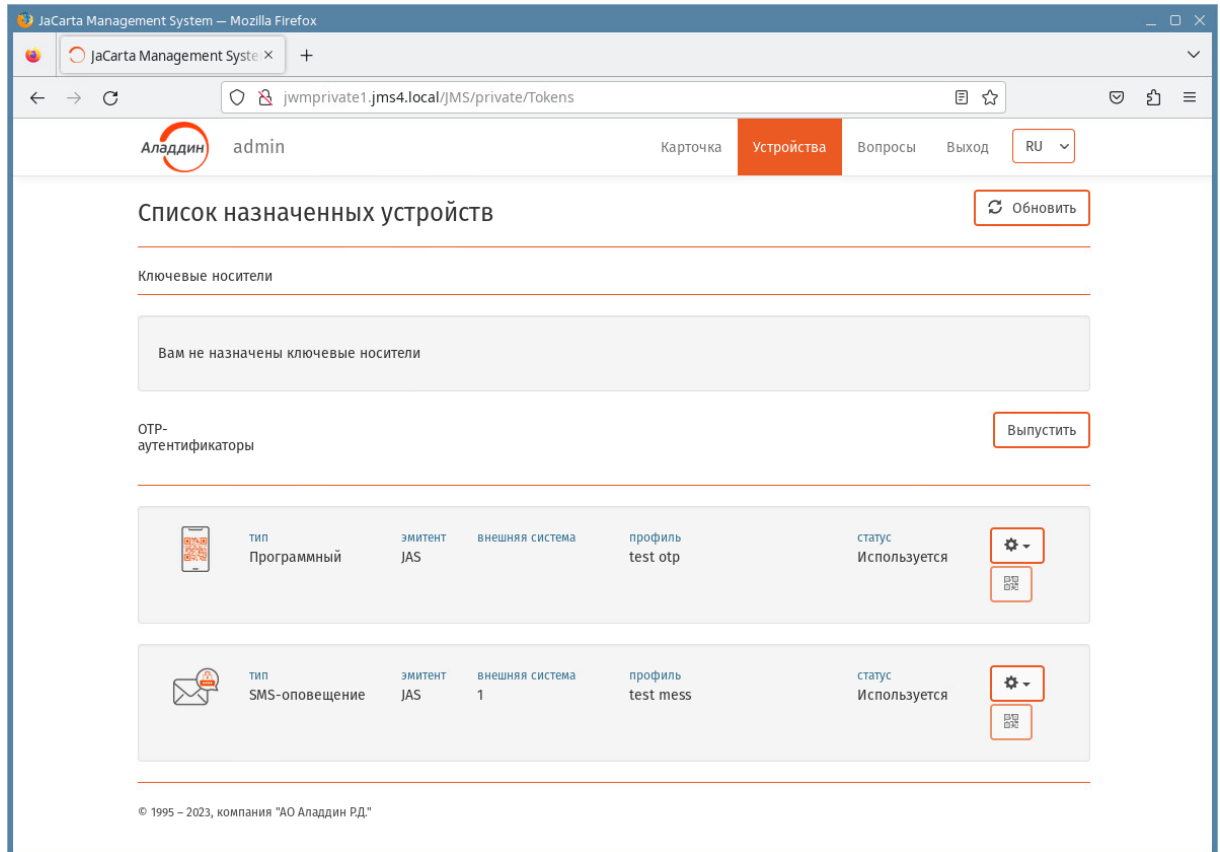 JaCarta Management System — Mozilla Firefox
JaCarta Management Syste
jwmprivate1.jms4.local/JMS/private/Tokens
Аладдин admin Карточка Устройства Вопросы Выход RU
Список назначенных устройств Обновить
Ключевые носители
Вам не назначены ключевые носители
OTP-
аутентификаторы
Выпустить
тип эмитент внешняя система профиль статус
Программный JAS test otp Используется
тип эмитент внешняя система профиль статус
SMS-оповещение JAS 1 test mess Используется
© 1995 – 2023, компания "АО Аладдин Р.Д."